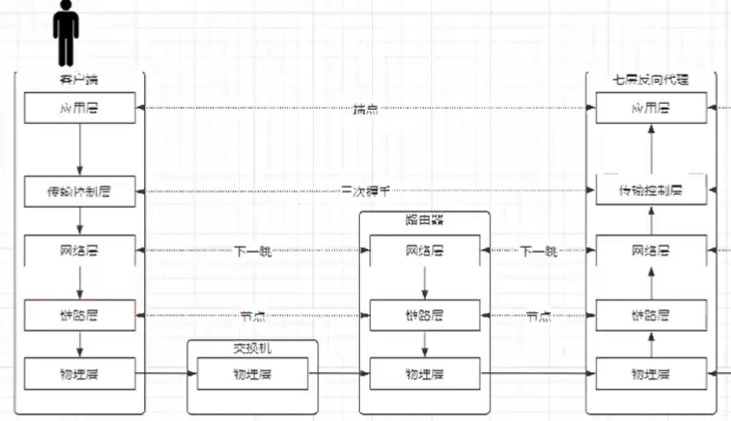 客户端
七层反向代理
应用层
端点
应用层
传输控制层
三次握手
传输控制层
路由器
网络层
下一跳
网络层
下一跳
网络层
链路层
节点
链路层
节点
链路层
交换机
物理层
物理层
物理层
物理层